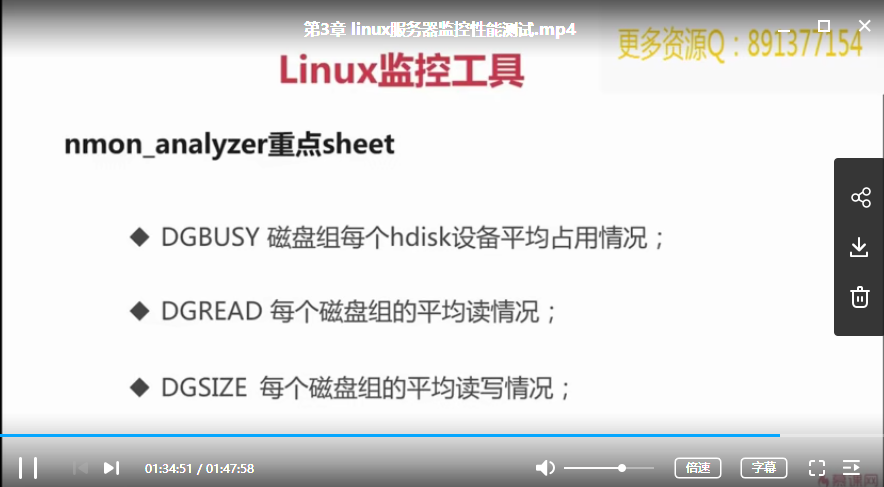 第3章 linux服务器监控性能测试.mp4
更多资源Q：891377154
Linux监控工具
nmon_analyzer重点sheet
◆ DGBUSY 磁盘组每个hdisk设备平均占用情况；
◆ DGREAD 每个磁盘组的平均读情况；
◆ DGSIZE 每个磁盘组的平均读写情况；
01:34:51 / 01:47:58
倍速
字幕
慕课网